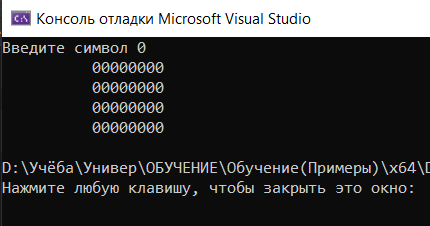 Консоль отладки Microsoft Visual Studio
Введите символ 0
00000000
00000000
00000000
00000000
D:\Учёба\Универ\ОБУЧЕНИЕ\Обучение(Примеры)\x64\
Нажмите любую клавишу, чтобы закрыть это окно: